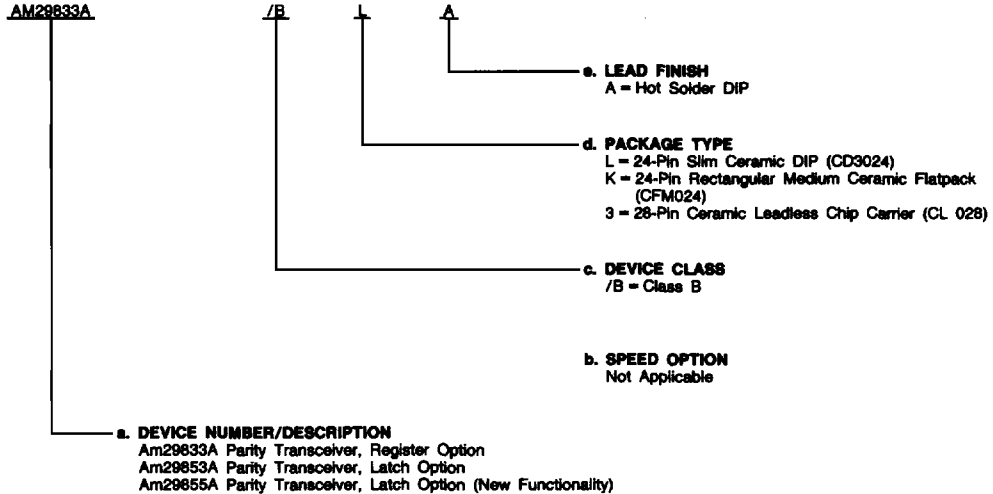 AM29833A /B L A
e. LEAD FINISH
A = Hot Solder DIP
d. PACKAGE TYPE
L = 24-Pin Slim Ceramic DIP (CD3024)
K = 24-Pin Rectangular Medium Ceramic Flatpack
(CFM024)
3 = 28-Pin Ceramic Leadless Chip Carrier (CL 028)
c. DEVICE CLASS
/B = Class B
b. SPEED OPTION
Not Applicable
a. DEVICE NUMBER/DESCRIPTION
Am29833A Parity Transceiver, Register Option
Am29853A Parity Transceiver, Latch Option
Am29855A Parity Transceiver, Latch Option (New Functionality)